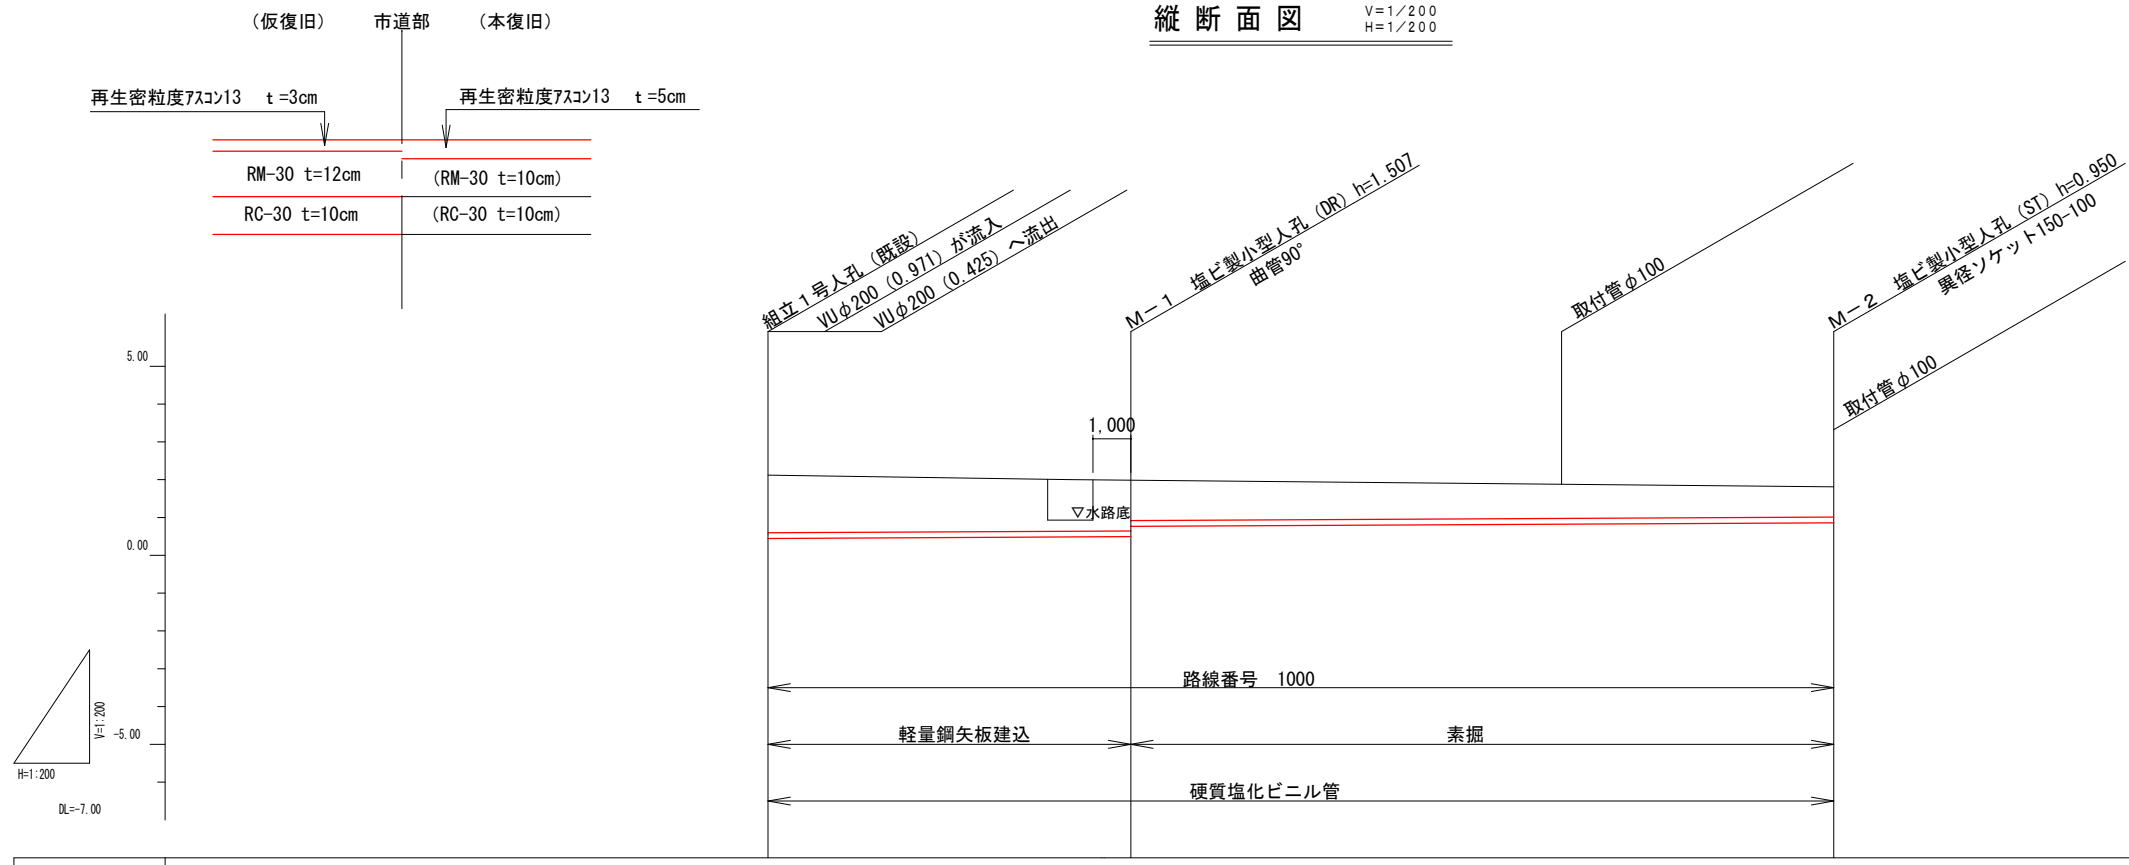 縦断面図
V=1/200
H=1/200
(仮復旧) 市道部 (本復旧)
再生密粒度ｱｽｺﾝ13 t=3cm
再生密粒度ｱｽｺﾝ13 t=5cm
RM-30 t=12cm
(RM-30 t=10cm)
RC-30 t=10cm
(RC-30 t=10cm)
組立1号人孔(既設)
VUφ200(0.971)が流入
VUφ200(0.425)へ流出
M-1 塩ビ製小型人孔(DR)h=1.507
曲管90°
取付管φ100
M-2 塩ビ製小型人孔(ST)h=0.950
異径ソケット150-100
取付管φ100
5.00
1,000
▽水路底
0.00
路線番号 1000
-5.00
軽量鋼矢板建込
素掘
V=1:200
H=1:200
硬質塩化ビニル管
DL=-7.00